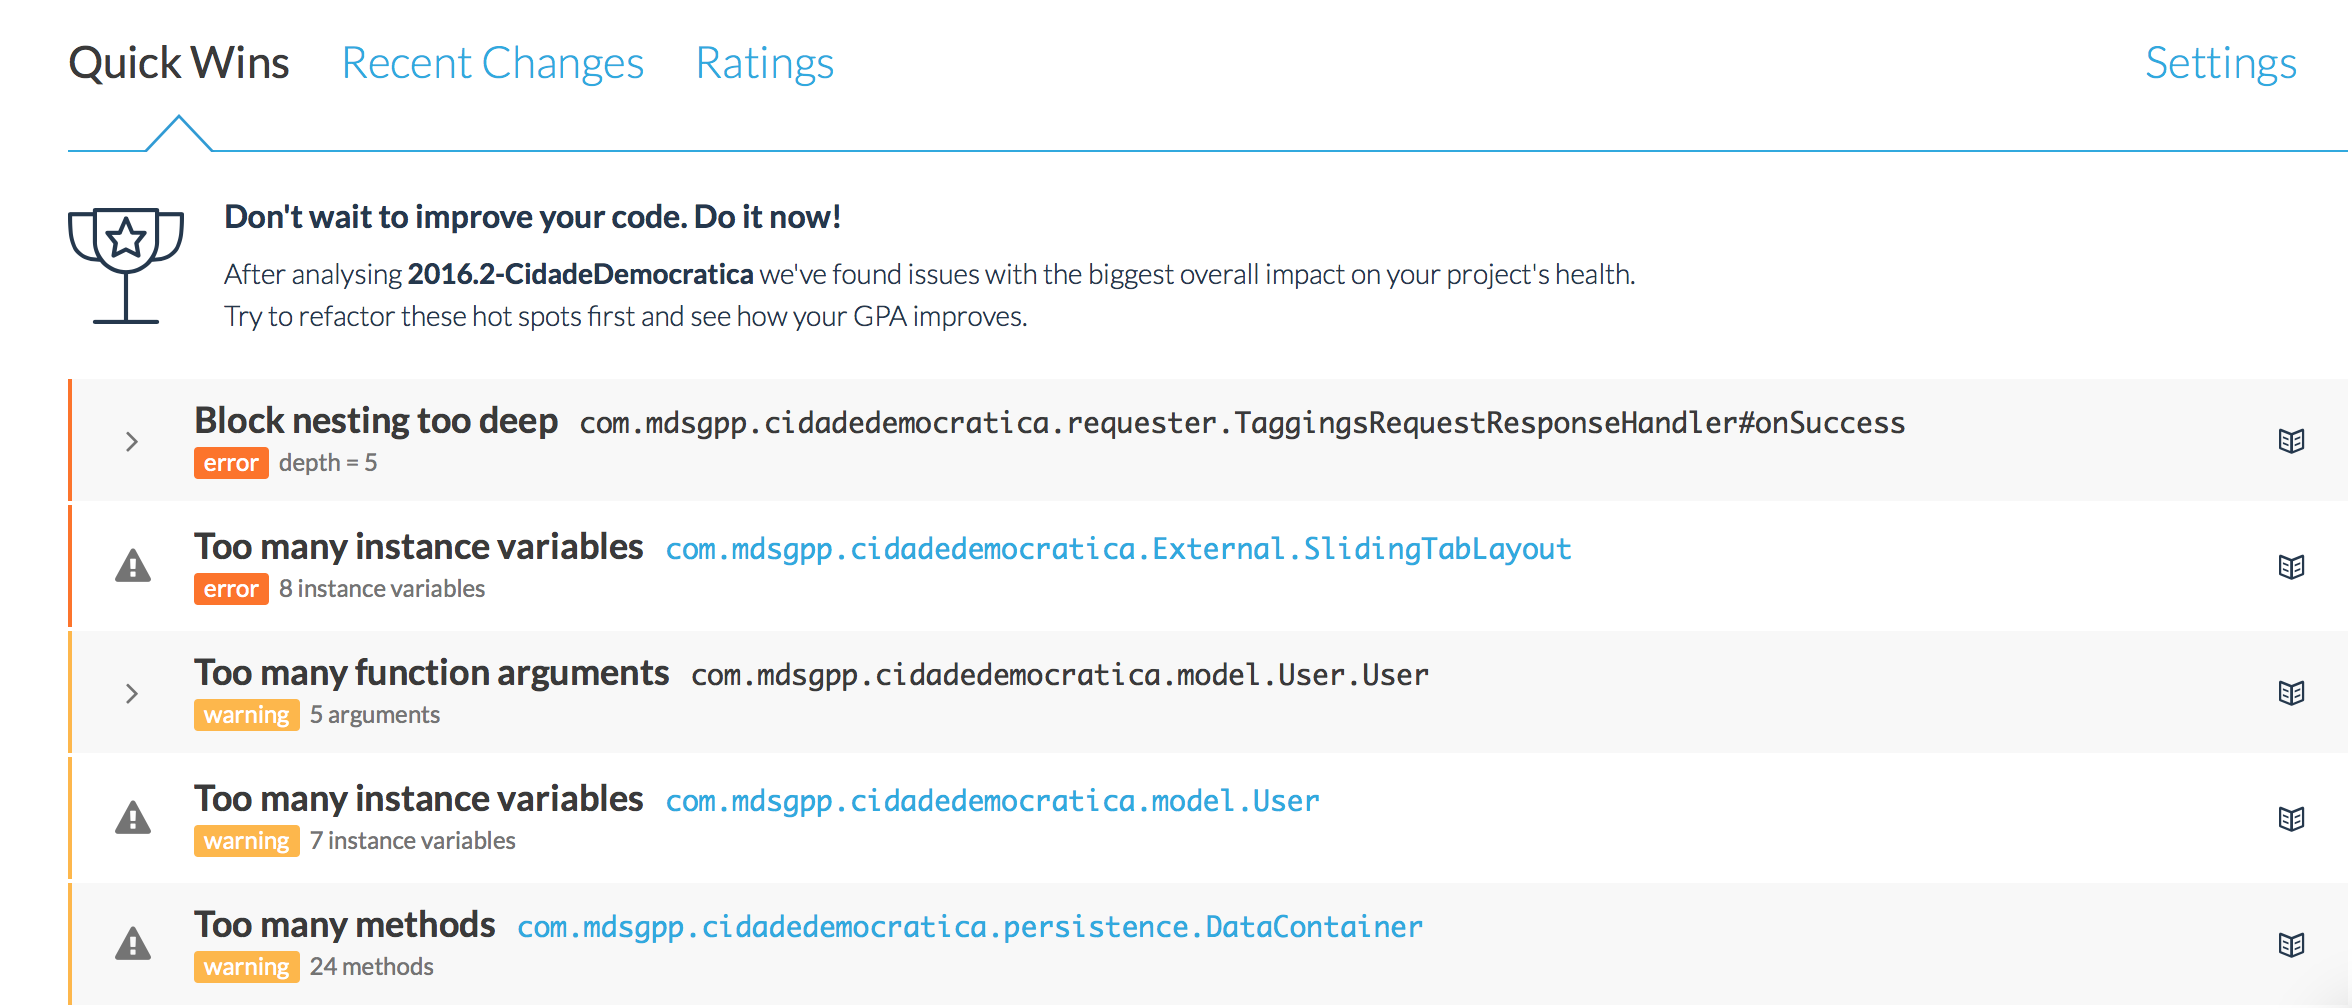 Quick Wins Recent Changes Ratings Settings
Don't wait to improve your code. Do it now!
After analysing 2016.2-CidadeDemocratica we've found issues with the biggest overall impact on your project's health.
Try to refactor these hot spots first and see how your GPA improves.
Block nesting too deep com.mdsgpp.cidadedemocratica.requester.TaggingsRequestResponseHandler#onSuccess
error depth = 5
Too many instance variables com.mdsgpp.cidadedemocratica.External.SlidingTabLayout
error 8 instance variables
Too many function arguments com.mdsgpp.cidadedemocratica.model.User.User
warning 5 arguments
Too many instance variables com.mdsgpp.cidadedemocratica.model.User
warning 7 instance variables
Too many methods com.mdsgpp.cidadedemocratica.persistence.DataContainer
warning 24 methods